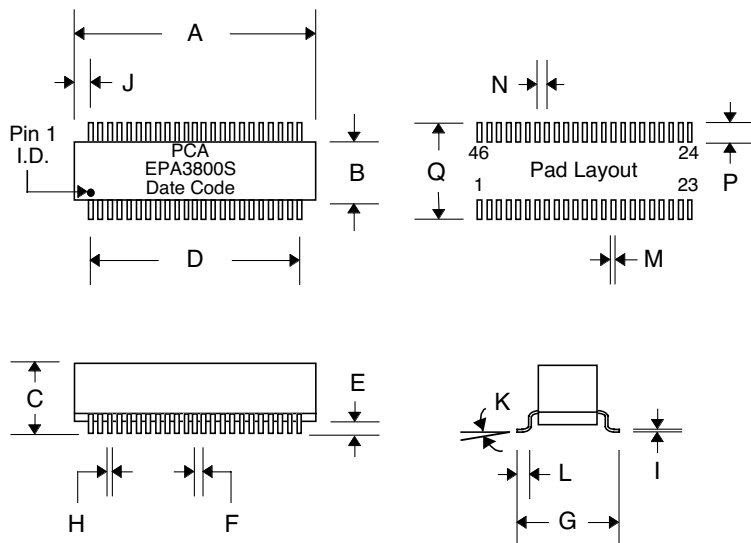 A
J
N
Pin 1
I.D.
PCA
EPA3800S
Date Code
B
Q
46
24
Pad Layout
1
23
P
D
M
C
E
K
I
L
H
F
G